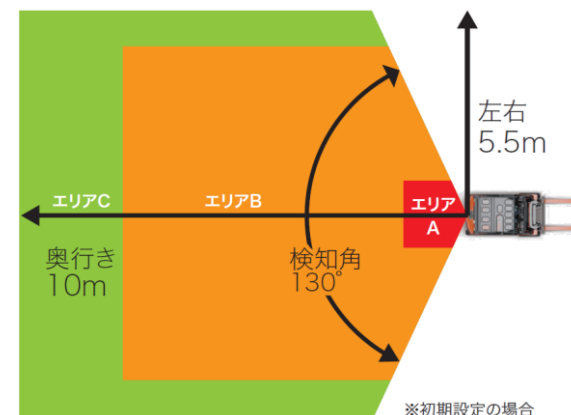 左右
5.5m
エリアC
エリアB
エリア
A
奥行き
10m
検知角
130°
※初期設定の場合